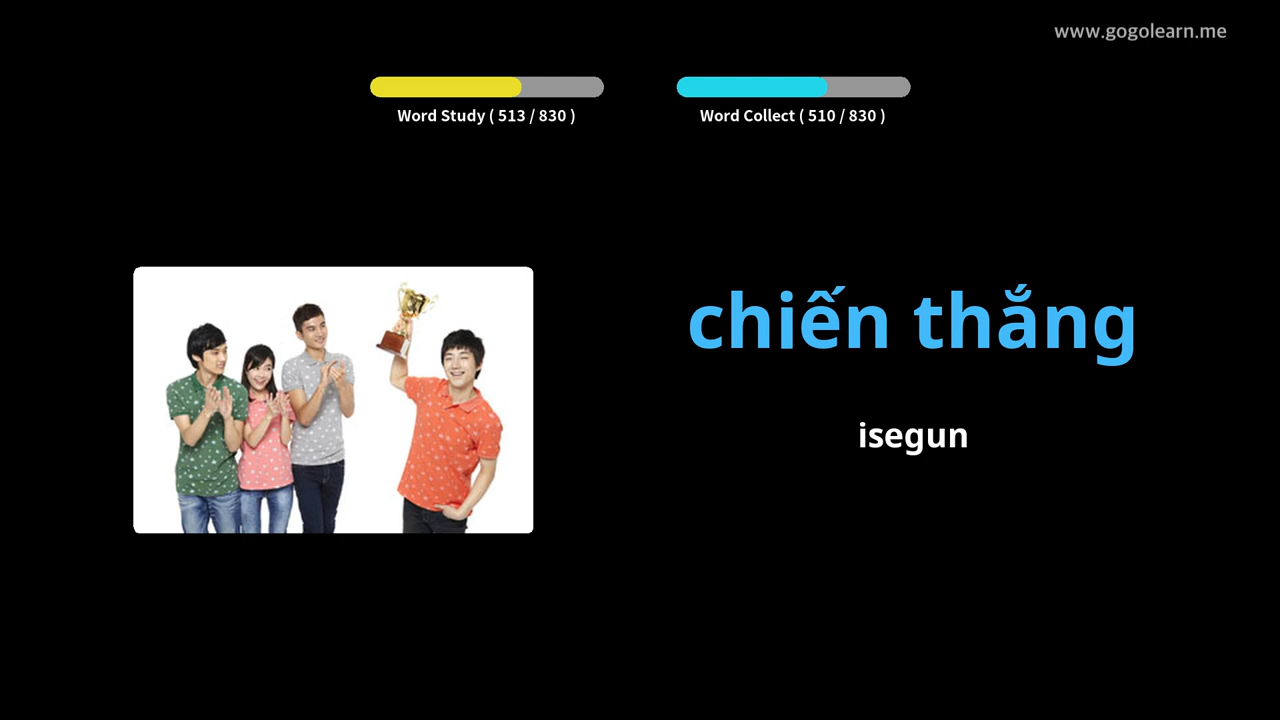 www.gogolearn.me
Word Study ( 513 / 830 )
Word Collect ( 510 / 830 )
chiến thắng
isegun